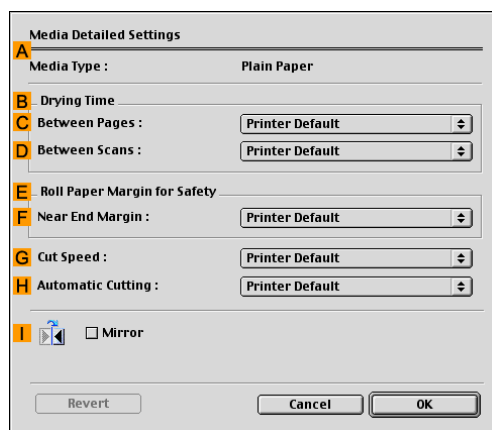 Media Detailed Settings
A
Media Type : Plain Paper
B Drying Time
C Between Pages : Printer Default
D Between Scans : Printer Default
E Roll Paper Margin for Safety
F Near End Margin : Printer Default
G Cut Speed : Printer Default
H Automatic Cutting : Printer Default
I Mirror
Revert Cancel OK